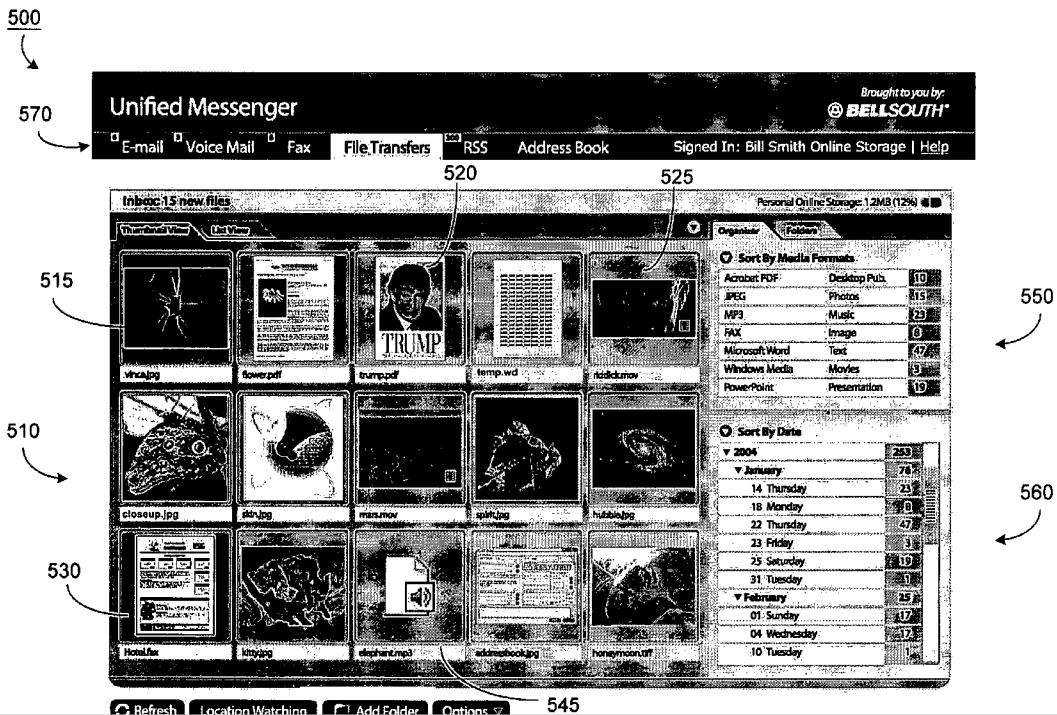 500
570
Unified Messenger
Brought to you by:
BELLSOUTH
E-mail Voice Mail Fax File Transfers RSS Address Book Signed In: Bill Smith Online Storage | Help
520
525
Inbox: 15 new files
Personal Online Storage: 1.2MB (12%)
Thumbnail View List View
Organizer Folders
515
TRUMP
vinca.jpg flower.pdf trump.pdf temp.wd riddick.mov
Sort By Media Formats
Acrobat PDF Desktop Pub. 10
JPEG Photos 15
MP3 Music 23
FAX Image
Microsoft Word Text 47
Windows Media Movies 3
PowerPoint Presentation 19
550
510
closeup.jpg skin.jpg mars.mov spirit.jpg hubble.jpg
Sort By Date
2004 253
January 76
14 Thursday 23
18 Monday 8
22 Thursday 47
23 Friday 3
25 Saturday 19
31 Tuesday
February 25
01 Sunday 17
04 Wednesday 17
10 Tuesday 1
560
530
Hotel.fax kitty.jpg elephant.mp3 addressbook.jpg honeymoon.tiff
545
Refresh Location Watching Add Folder Options